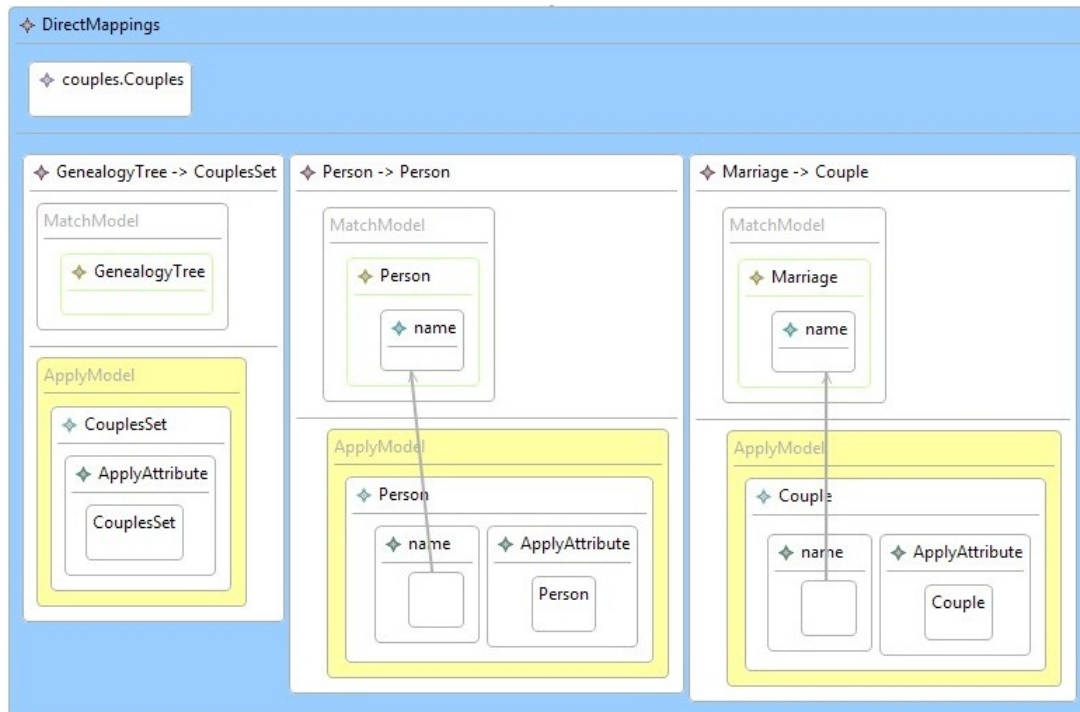 DirectMappings
couples.Couples
GenealogyTree -> CouplesSet
MatchModel
GenealogyTree
ApplyModel
CouplesSet
ApplyAttribute
CouplesSet
Person -> Person
MatchModel
Person
name
ApplyModel
Person
name
ApplyAttribute
Person
Marriage -> Couple
MatchModel
Marriage
name
ApplyModel
Couple
name
ApplyAttribute
Couple